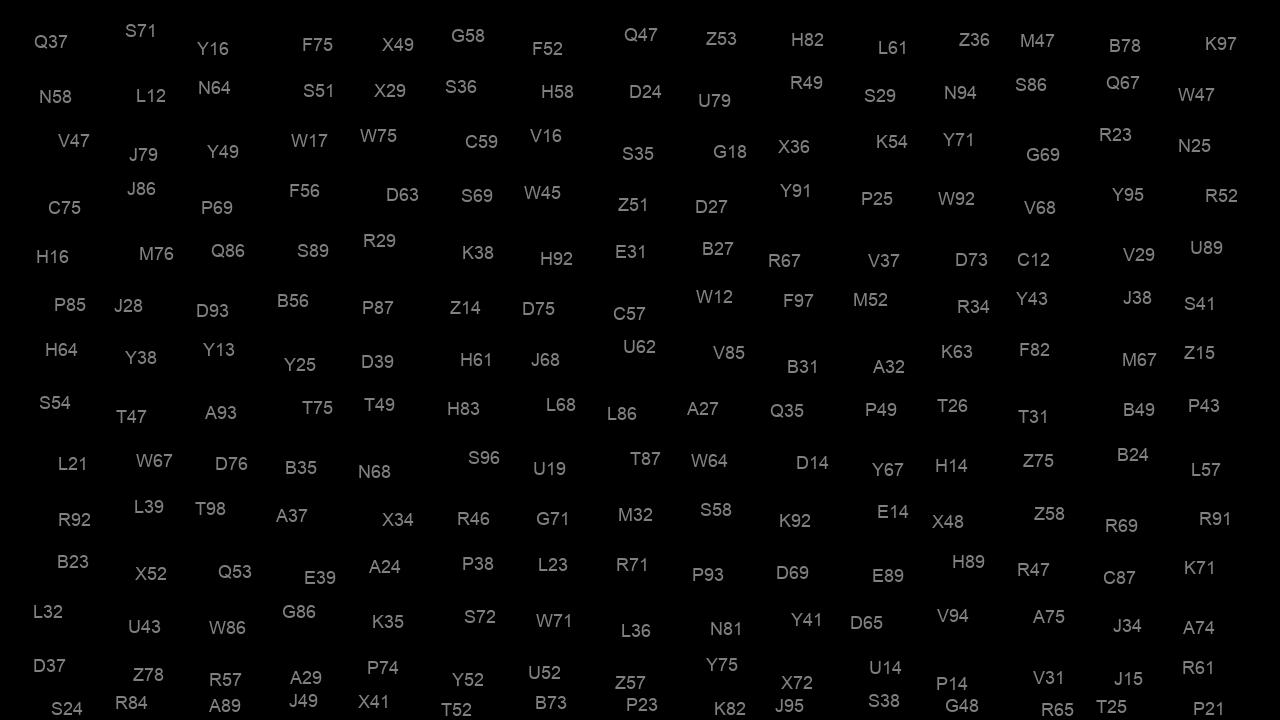 Q37 S71 Y16 F75 X49 G58 F52 Q47 Z53 H82 L61 Z36 M47 B78 K97
N58 L12 N64 S51 X29 S36 H58 D24 U79 R49 S29 N94 S86 Q67 W47
V47 J79 Y49 W17 W75 C59 V16 S35 G18 X36 K54 Y71 G69 R23 N25
C75 J86 P69 F56 D63 S69 W45 Z51 D27 Y91 P25 W92 V68 Y95 R52
H16 M76 Q86 S89 R29 K38 H92 E31 B27 R67 V37 D73 C12 V29 U89
P85 J28 D93 B56 P87 Z14 D75 C57 W12 F97 M52 R34 Y43 J38 S41
H64 Y38 Y13 Y25 D39 H61 J68 U62 V85 B31 A32 K63 F82 M67 Z15
S54 T47 A93 T75 T49 H83 L68 L86 A27 Q35 P49 T26 T31 B49 P43
L21 W67 D76 B35 N68 S96 U19 T87 W64 D14 Y67 H14 Z75 B24 L57
R92 L39 T98 A37 X34 R46 G71 M32 S58 K92 E14 X48 Z58 R69 R91
B23 X52 Q53 E39 A24 P38 L23 R71 P93 D69 E89 H89 R47 C87 K71
L32 U43 W86 G86 K35 S72 W71 L36 N81 Y41 D65 V94 A75 J34 A74
D37 Z78 R57 A29 P74 Y52 U52 Z57 Y75 X72 U14 P14 V31 J15 R61
S24 R84 A89 J49 X41 T52 B73 P23 K82 J95 S38 G48 R65 T25 P21